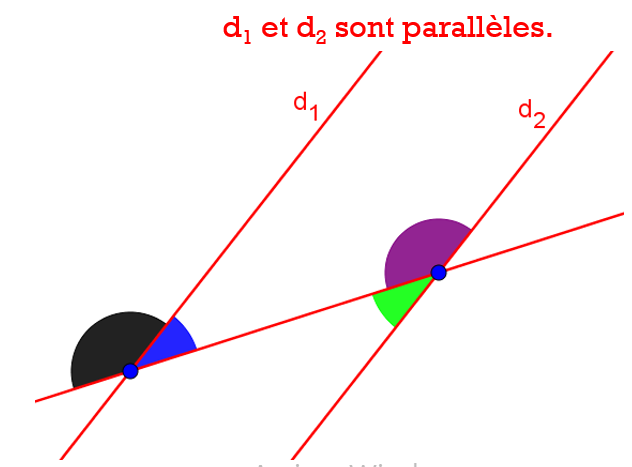 d₁ et d₂ sont parallèles.
d₁
d₂